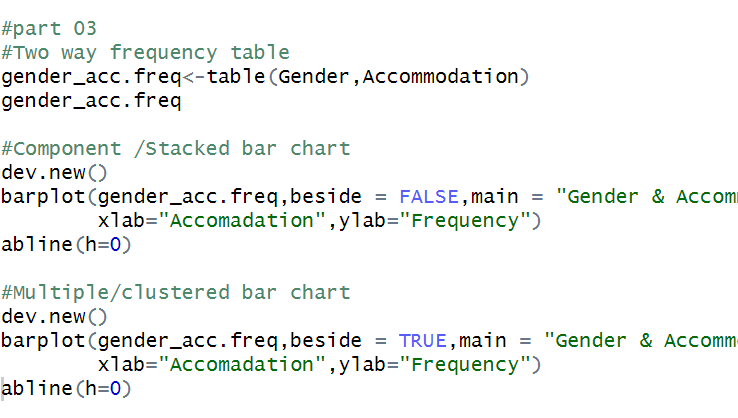 #part 03
#Two way frequency table
gender_acc.freq<-table(Gender,Accommodation)
gender_acc.freq
#Component /Stacked bar chart
dev.new()
barplot(gender_acc.freq,beside = FALSE,main = "Gender & Accom
xlab="Accomadation",ylab="Frequency")
abline(h=0)
#Multiple/clustered bar chart
dev.new()
barplot(gender_acc.freq,beside = TRUE,main = "Gender & Accomm
xlab="Accomadation",ylab="Frequency")
abline(h=0)